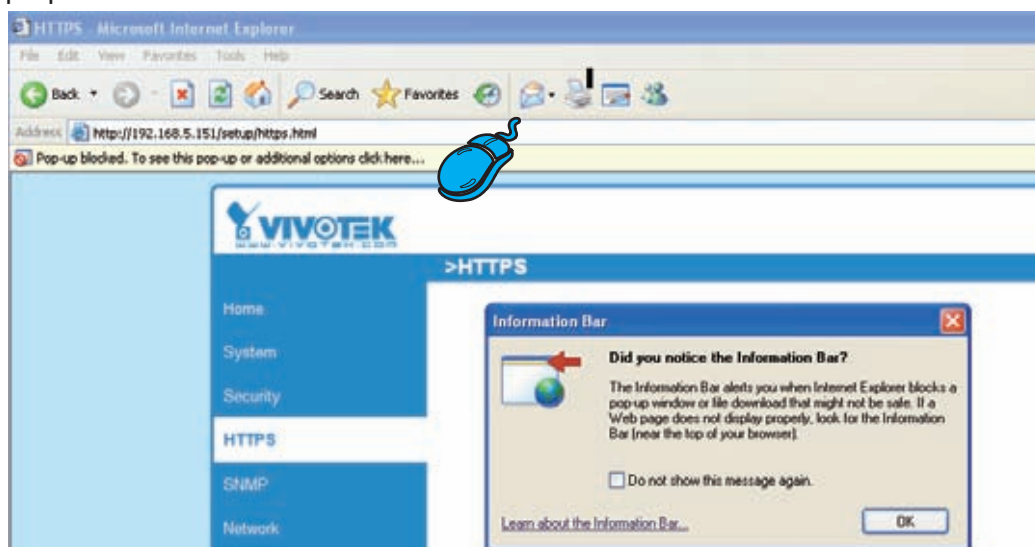 HTTPS - Microsoft Internet Explorer
File Edit View Favorites Tools Help
Back Search Favorites
Address http://192.168.5.151/setup/https.html
Pop-up blocked. To see this pop-up or additional options click here...
VIVOTEK
www.vivotek.com
>HTTPS
Home
Information Bar
System
Did you notice the Information Bar?
The Information Bar alerts you when Internet Explorer blocks a
pop-up window or file download that might not be safe. If a
Web page does not display properly, look for the Information
Bar (near the top of your browser).
Security
HTTPS
SNMP
Do not show this message again.
Network
Learn about the Information Bar...
OK